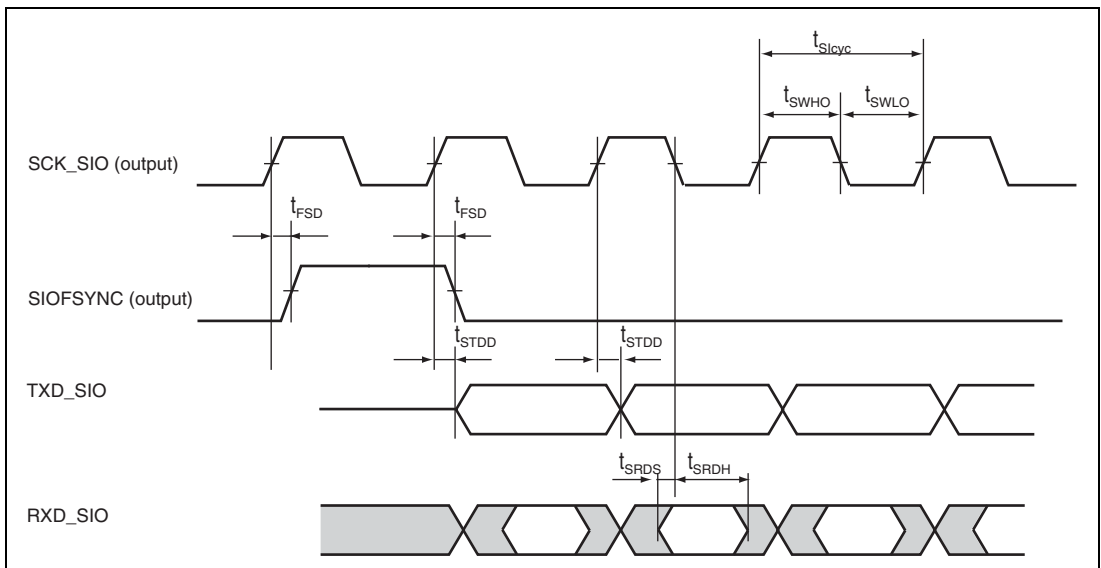 tSIcyc
tSWHO tSWLO
SCK_SIO (output)
tFSD tFSD
SIOFSYNC (output)
tSTDD tSTDD
TXD_SIO
tSRDS tSRDH
RXD_SIO